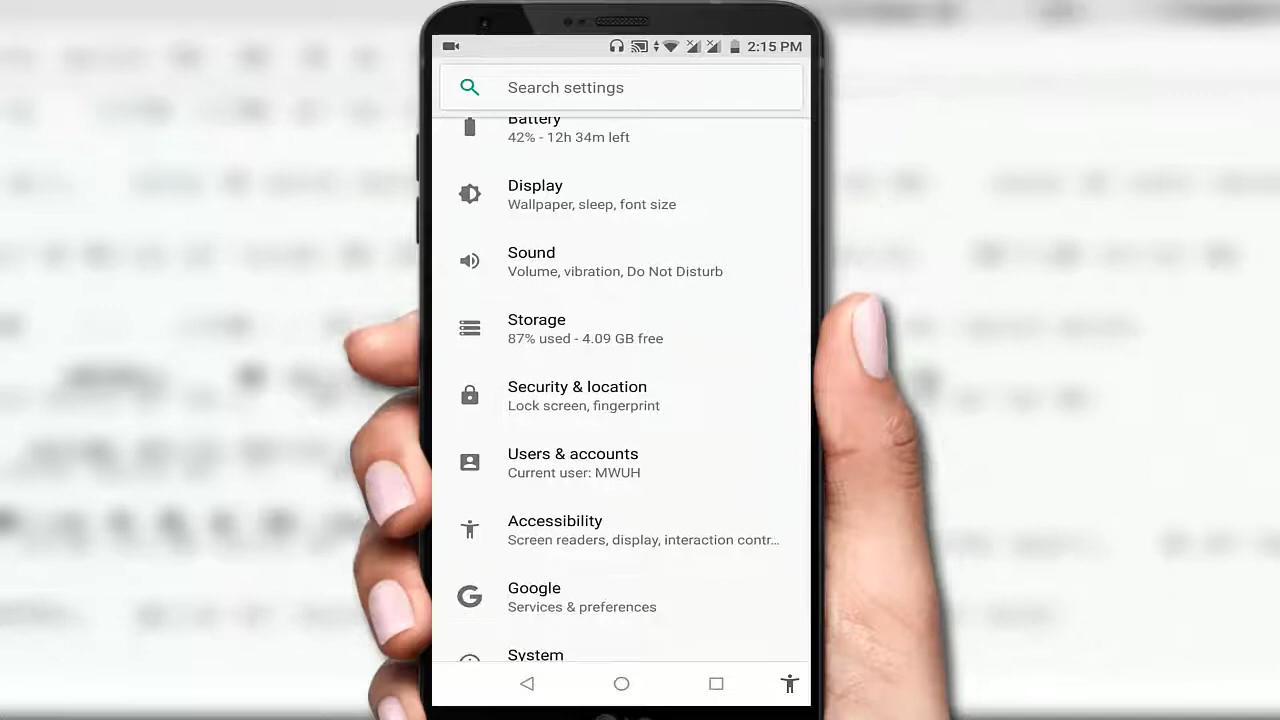 2:15 PM
Search settings
Battery
42% - 12h 34m left
Display
Wallpaper, sleep, font size
Sound
Volume, vibration, Do Not Disturb
Storage
87% used - 4.09 GB free
Security & location
Lock screen, fingerprint
Users & accounts
Current user: MWUH
Accessibility
Screen readers, display, interaction contr...
Google
Services & preferences
System